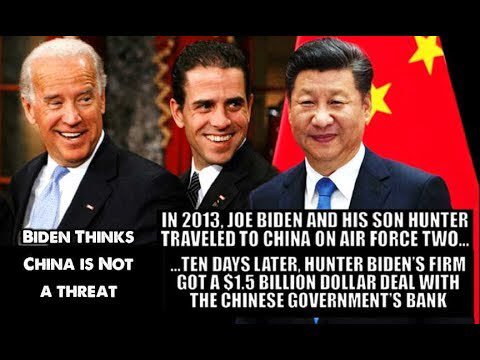 BIDEN THINKS
CHINA IS NOT
A THREAT
IN 2013, JOE BIDEN AND HIS SON HUNTER
TRAVELED TO CHINA ON AIR FORCE TWO...
...TEN DAYS LATER, HUNTER BIDEN'S FIRM
GOT A $1.5 BILLION DOLLAR DEAL WITH
THE CHINESE GOVERNMENT'S BANK